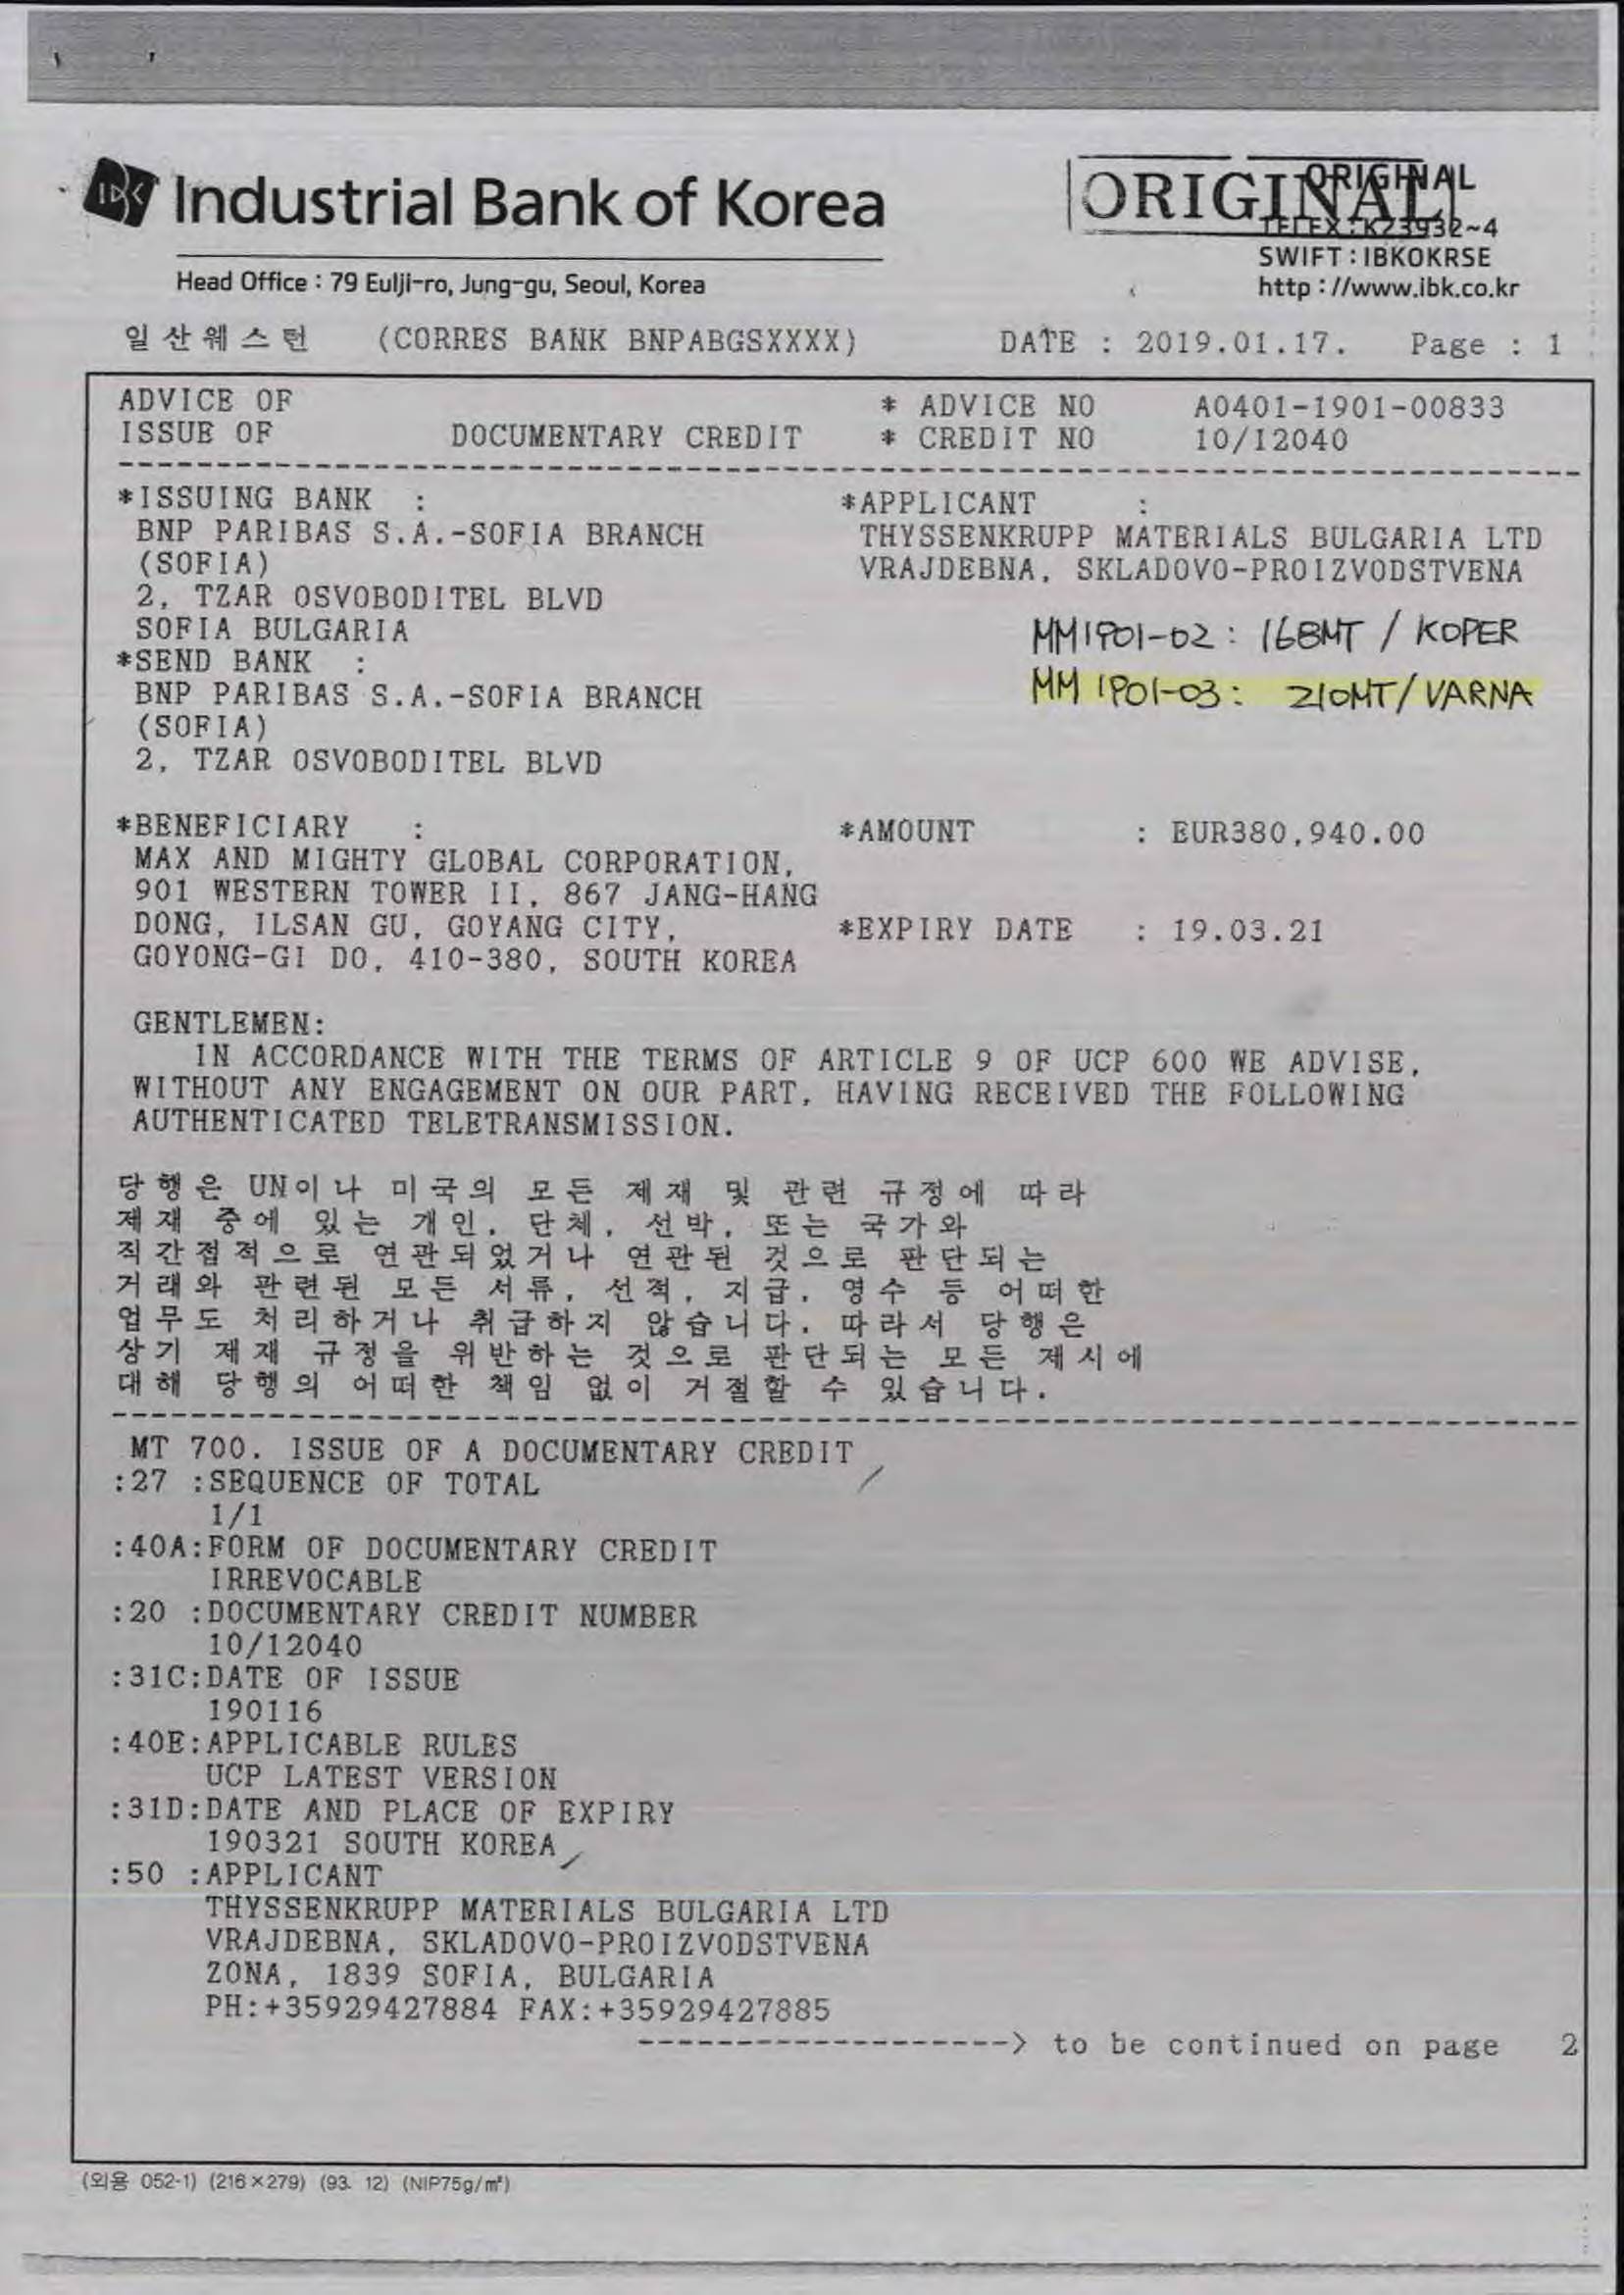 IBK Industrial Bank of Korea
ORIGINAL
ORIGINAL
TELEX : K23932~4
SWIFT : IBKOKRSE
Head Office : 79 Eulji-ro, Jung-gu, Seoul, Korea
http : //www.ibk.co.kr
일산웨스턴 (CORRES BANK BNPABGSXXXX) DATE : 2019.01.17. Page : 1
ADVICE OF * ADVICE NO A0401-1901-00833
ISSUE OF DOCUMENTARY CREDIT * CREDIT NO 10/12040
*ISSUING BANK : *APPLICANT :
BNP PARIBAS S.A.-SOFIA BRANCH THYSSENKRUPP MATERIALS BULGARIA LTD
(SOFIA) VRAJDEBNA, SKLADOVO-PROIZVODSTVENA
2, TZAR OSVOBODITEL BLVD
SOFIA BULGARIA MM1901-02: 168MT / KOPER
*SEND BANK :
BNP PARIBAS S.A.-SOFIA BRANCH MM 1901-03: 210MT/VARNA
(SOFIA)
2, TZAR OSVOBODITEL BLVD
*BENEFICIARY : *AMOUNT : EUR380,940.00
MAX AND MIGHTY GLOBAL CORPORATION,
901 WESTERN TOWER II, 867 JANG-HANG
DONG, ILSAN GU, GOYANG CITY, *EXPIRY DATE : 19.03.21
GOYONG-GI DO, 410-380, SOUTH KOREA
GENTLEMEN:
IN ACCORDANCE WITH THE TERMS OF ARTICLE 9 OF UCP 600 WE ADVISE,
WITHOUT ANY ENGAGEMENT ON OUR PART, HAVING RECEIVED THE FOLLOWING
AUTHENTICATED TELETRANSMISSION.
당행은 UN이나 미국의 모든 제재 및 관련 규정에 따라
제재 중에 있는 개인, 단체, 선박, 또는 국가와
직간접적으로 연관되었거나 연관된 것으로 판단되는
거래와 관련된 모든 서류, 선적, 지급, 영수 등 어떠한
업무도 처리하거나 취급하지 않습니다. 따라서 당행은
상기 제재 규정을 위반하는 것으로 판단되는 모든 제시에
대해 당행의 어떠한 책임 없이 거절할 수 있습니다.
MT 700. ISSUE OF A DOCUMENTARY CREDIT
:27 :SEQUENCE OF TOTAL
1/1
:40A:FORM OF DOCUMENTARY CREDIT
IRREVOCABLE
:20 :DOCUMENTARY CREDIT NUMBER
10/12040
:31C:DATE OF ISSUE
190116
:40E:APPLICABLE RULES
UCP LATEST VERSION
:31D:DATE AND PLACE OF EXPIRY
190321 SOUTH KOREA
:50 :APPLICANT
THYSSENKRUPP MATERIALS BULGARIA LTD
VRAJDEBNA, SKLADOVO-PROIZVODSTVENA
ZONA, 1839 SOFIA, BULGARIA
PH:+35929427884 FAX:+35929427885
-------------------> to be continued on page 2
(외용 052-1) (216×279) (93. 12) (NIP75g/㎡)